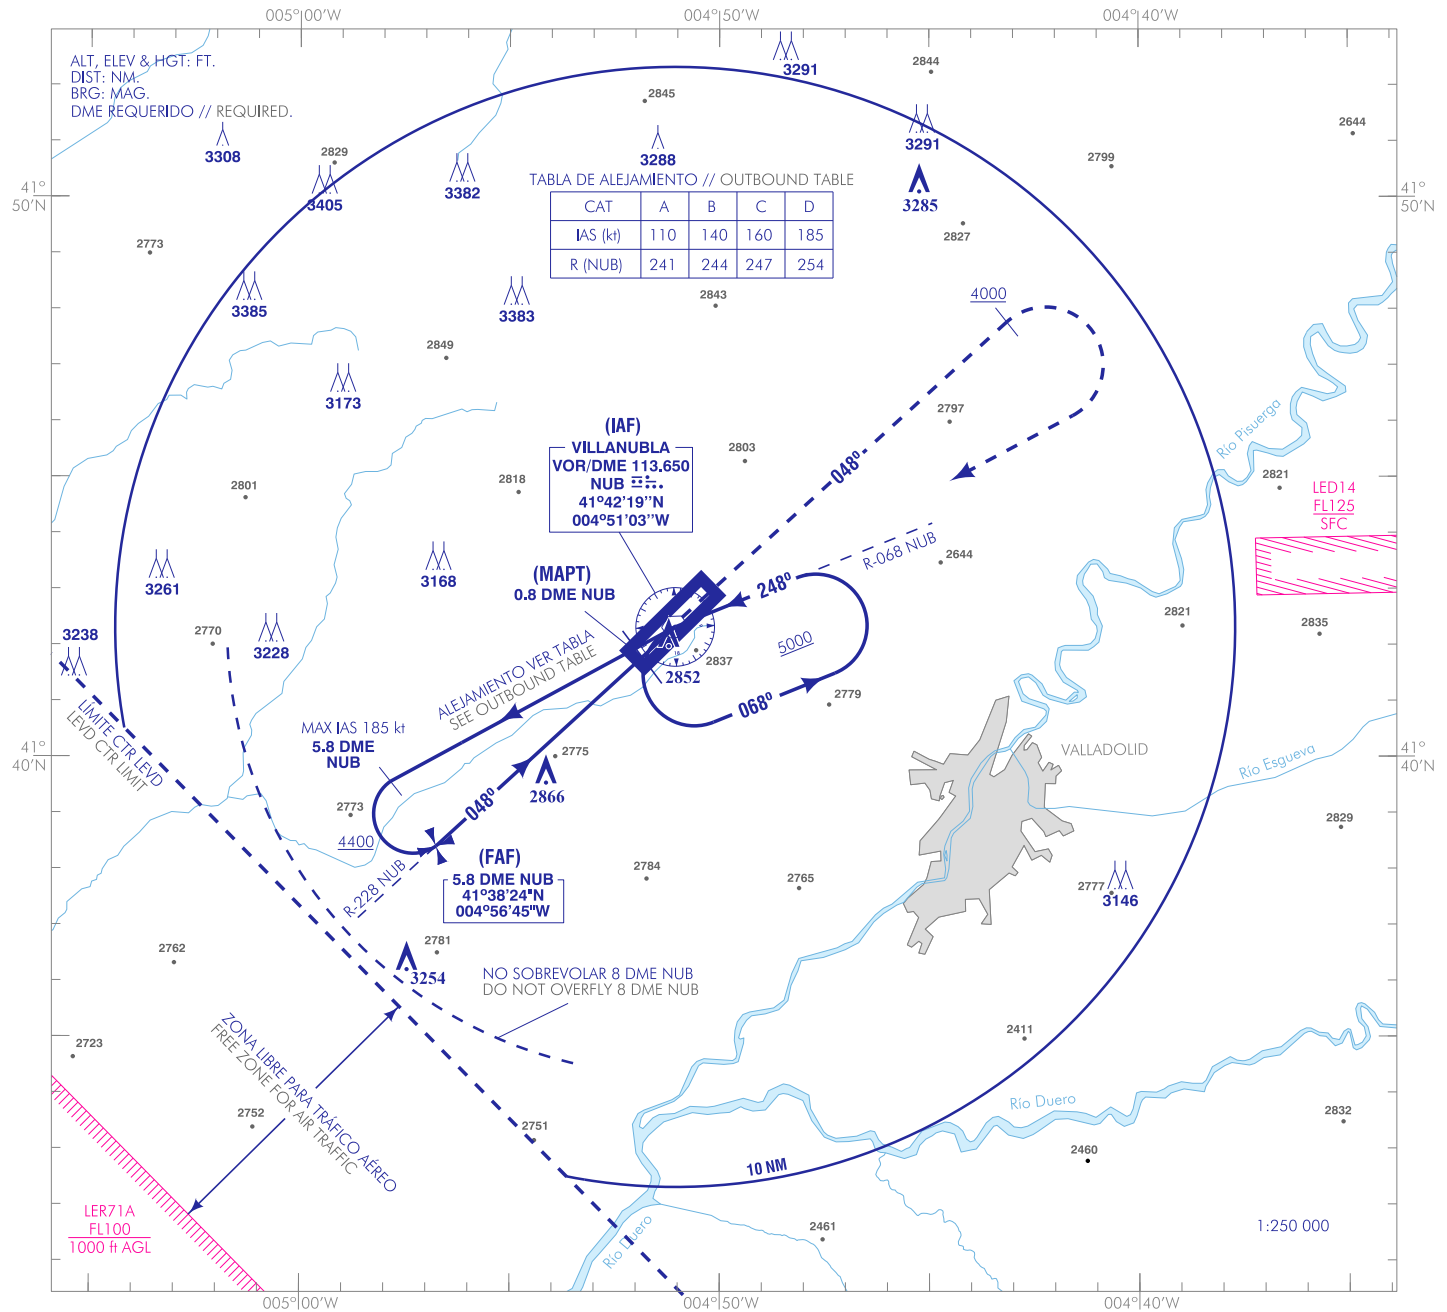 005°00'W
004°50'W
004°40'W
ALT, ELEV & HGT: FT.
DIST: NM.
BRG: MAG.
DME REQUERIDO // REQUIRED.
3291
2844
2845
3291
2644
3308
2829
3288
2799
3405
3382
3285
41°
50'N
41°
50'N
TABLA DE ALEJAMIENTO // OUTBOUND TABLE
CAT A B C D
IAS (kt) 110 140 160 185
R (NUB) 241 244 247 254
2827
2773
3385
3383
2843
4000
2849
3173
2797
Río Pisuerga
(IAF)
VILLANUBLA
VOR/DME 113.650
NUB
41°42'19''N
004°51'03''W
2803
048°
2801
2818
2821
LED14
FL125
SFC
R-068 NUB
2644
3261
3168
(MAPT)
0.8 DME NUB
248°
2821
2835
3238
2770
3228
5000
2837
2852
ALEJAMIENTO VER TABLA
SEE OUTBOUND TABLE
068°
2779
LÍMITE CTR LEVD
LEVD CTR LIMIT
MAX IAS 185 kt
5.8 DME
NUB
2775
VALLADOLID
Río Esgueva
41°
40'N
41°
40'N
2866
2773
048°
4400
2829
(FAF)
5.8 DME NUB
41°38'24"N
004°56'45"W
R-228 NUB
2784
2765
2777
3146
2762
2781
3254
NO SOBREVOLAR 8 DME NUB
DO NOT OVERFLY 8 DME NUB
2723
ZONA LIBRE PARA TRÁFICO AÉREO
FREE ZONE FOR AIR TRAFFIC
2411
2752
2751
Río Duero
2832
2460
10 NM
LER71A
FL100
1000 ft AGL
Río Duero
2461
1:250 000
005°00'W
004°50'W
004°40'W